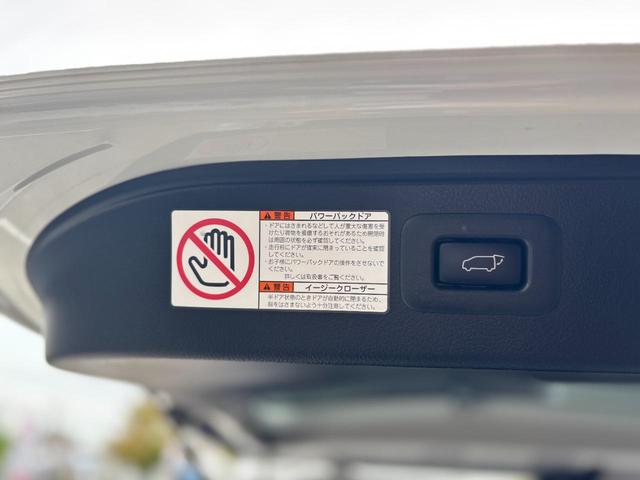 警告 パワーバックドア
・ドアにはさまれるなどして人が重大な傷害を受
けたり荷物を損傷するおそれがあるため開閉時
は周囲の状態を必ず確認してください。
・走行前にドアが確実に閉まっていることを確認
してください。
・お子様にパワーバックドアの操作をさせないで
ください。
詳しくは取扱書をご覧ください。
警告 イージークローザー
半ドア状態のときドアが自動的に閉まるため、
指をはさまないよう十分注意してください。